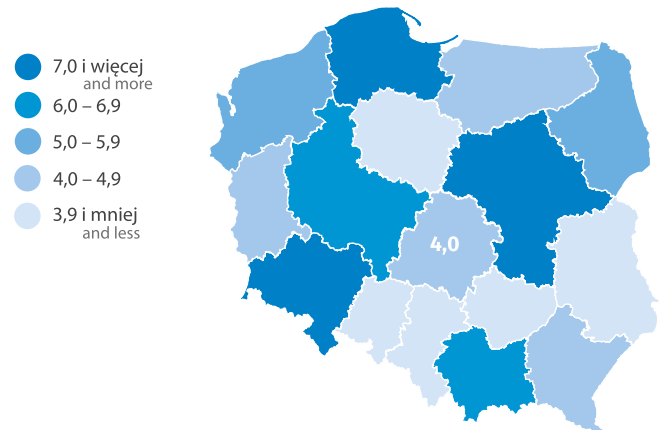 7,0 i więcej
and more
6,0 – 6,9
5,0 – 5,9
4,0 – 4,9
3,9 i mniej
and less
4,0